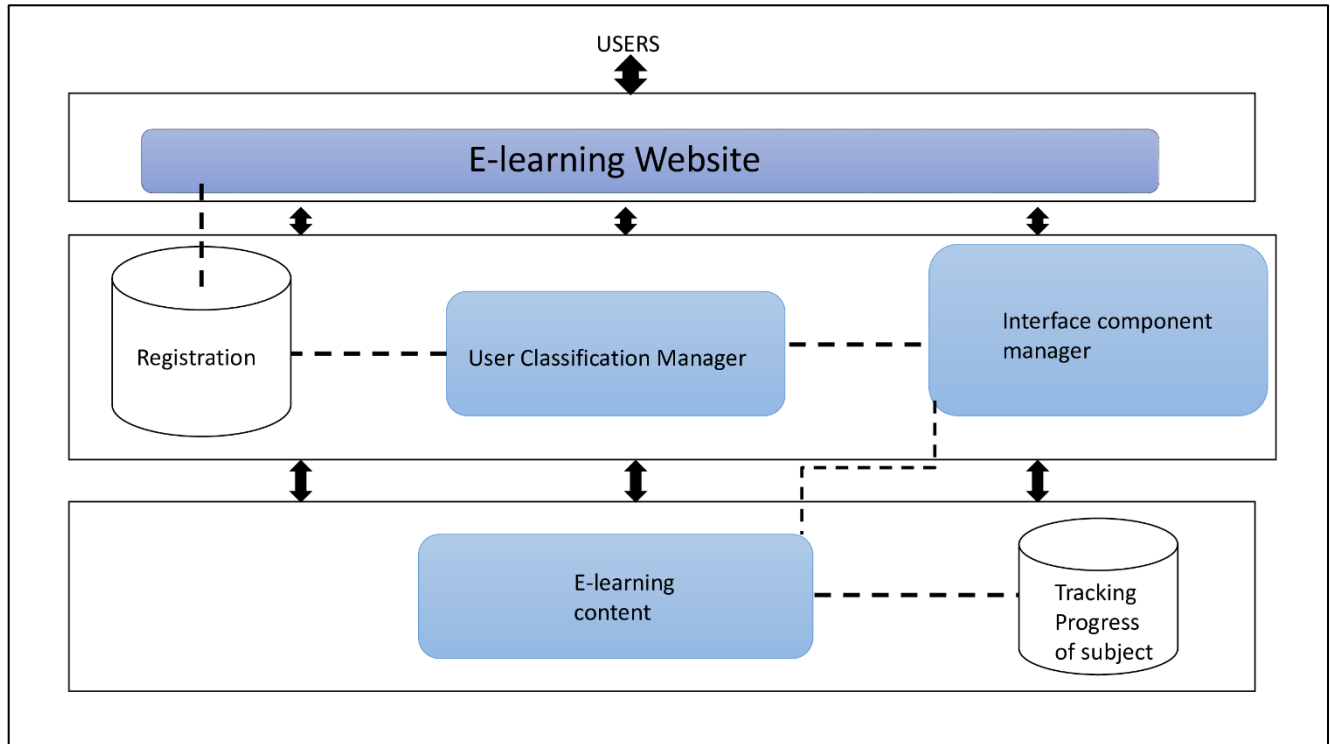 USERS
E-learning Website
Registration
User Classification Manager
Interface component
manager
E-learning
content
Tracking
Progress
of subject